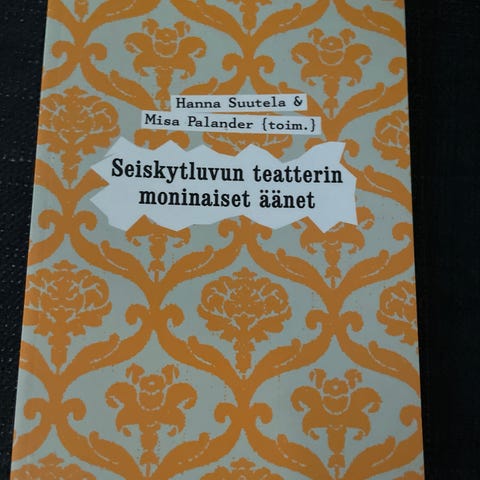 Hanna Suutela &
Misa Palander {toim.}
Seiskytluvun teatterin
moninaiset äänet